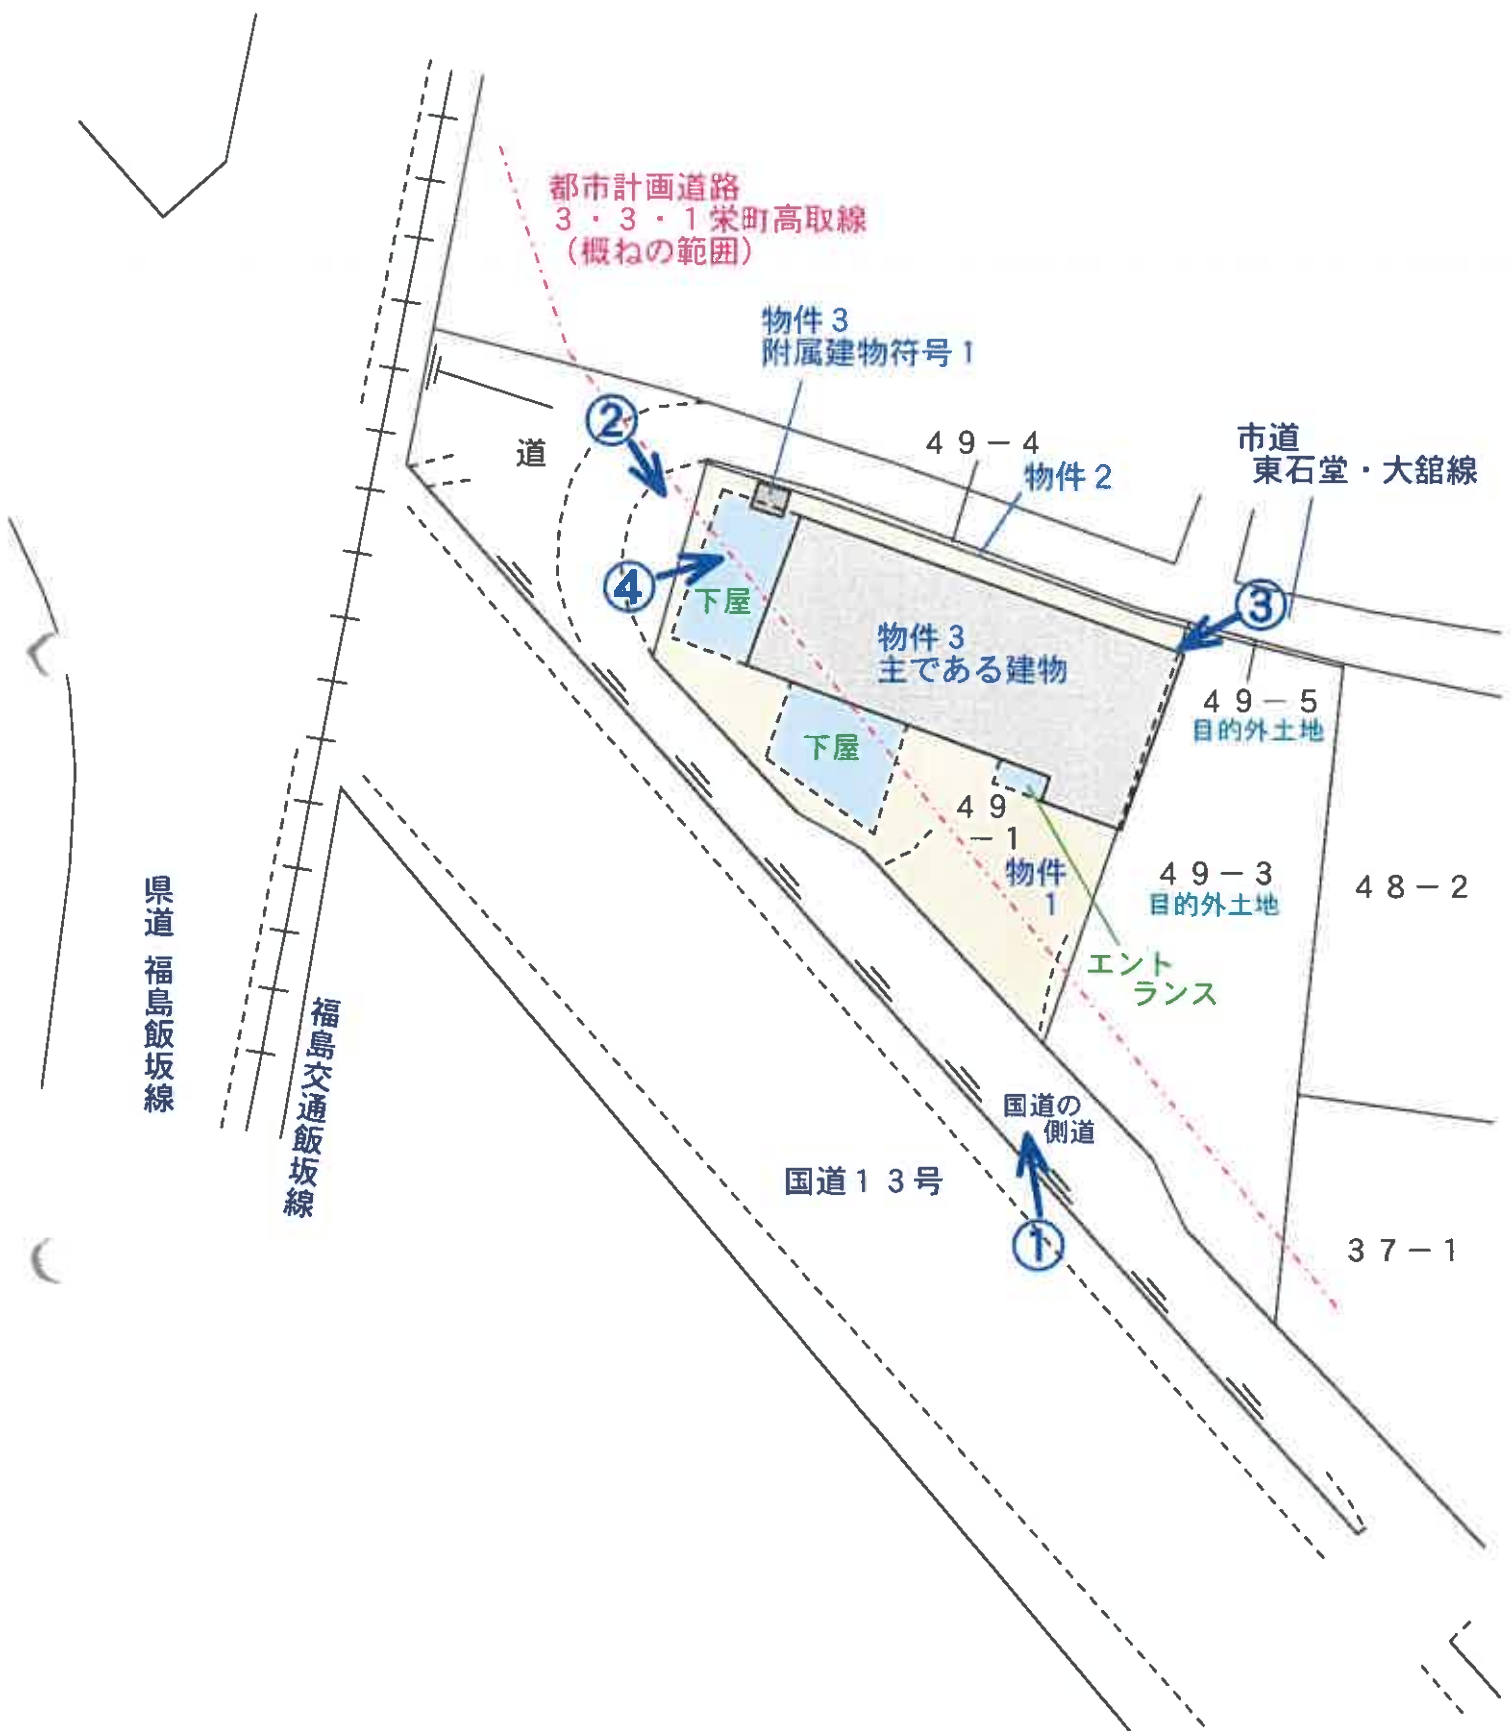 都市計画道路
３・３・１栄町高取線
（概ねの範囲）
物件３
附属建物符号１
②
道
４９－４
物件２
市道
東石堂・大舘線
④
下屋
③
物件３
主である建物
４９－５
目的外土地
下屋
４９
－１
物件
１
４９－３
目的外土地
４８－２
エント
ランス
県道 福島飯坂線
福島交通飯坂線
国道の
側道
国道１３号
①
３７－１